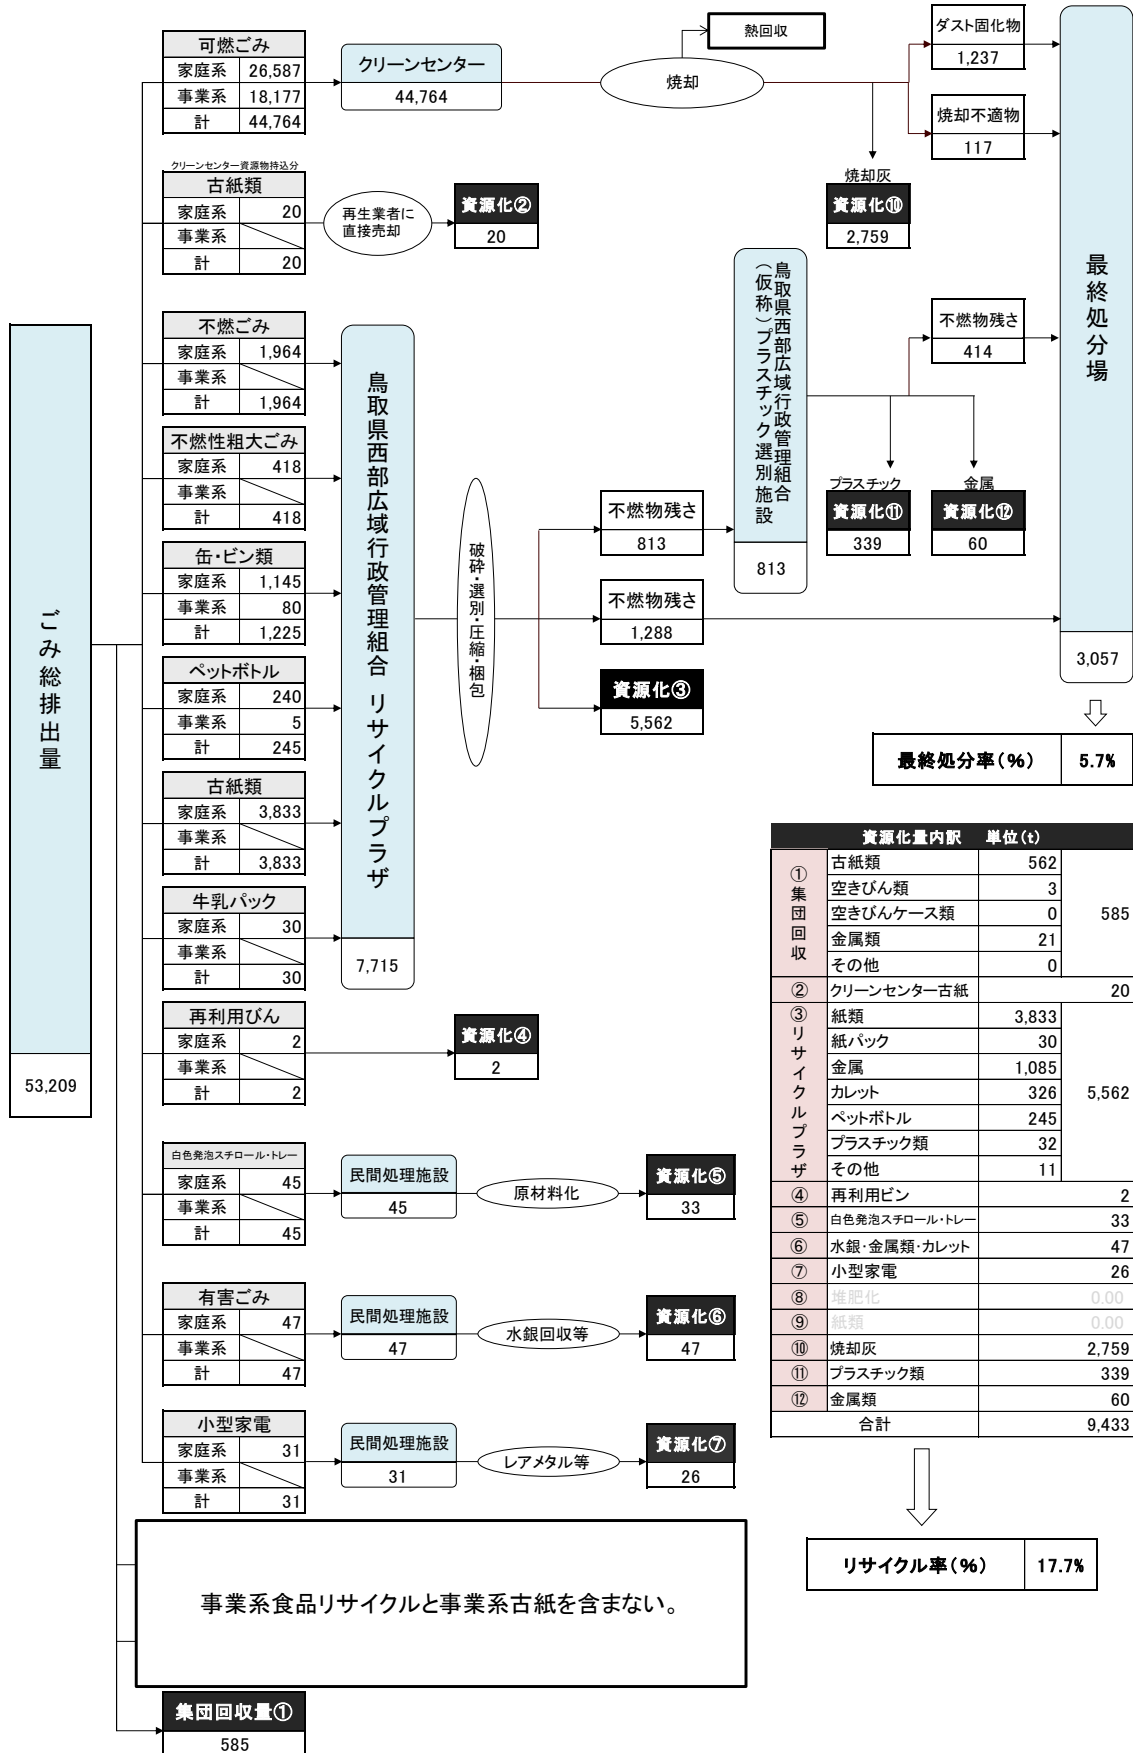 ごみ総排出量
53,209
可燃ごみ
家庭系 26,587
事業系 18,177
計 44,764
クリーンセンター
44,764
焼却
熱回収
ダスト固化物
1,237
焼却不適物
117
焼却灰
資源化⑩
2,759
クリーンセンター資源物持込分
古紙類
家庭系 20
事業系
計 20
再生業者に
直接売却
資源化②
20
不燃ごみ
家庭系 1,964
事業系
計 1,964
不燃性粗大ごみ
家庭系 418
事業系
計 418
缶・ビン類
家庭系 1,145
事業系 80
計 1,225
ペットボトル
家庭系 240
事業系 5
計 245
古紙類
家庭系 3,833
事業系
計 3,833
牛乳パック
家庭系 30
事業系
計 30
鳥取県西部広域行政管理組合 リサイクルプラザ
7,715
破砕・選別・圧縮・梱包
不燃物残さ
813
不燃物残さ
1,288
資源化③
5,562
鳥取県西部広域行政管理組合
（仮称）プラスチック選別施設
813
不燃物残さ
414
プラスチック
資源化⑪
339
金属
資源化⑫
60
最終処分場
3,057
最終処分率（％） 5.7%
再利用びん
家庭系 2
事業系
計 2
資源化④
2
白色発泡スチロール・トレー
家庭系 45
事業系
計 45
民間処理施設
45
原材料化
資源化⑤
33
有害ごみ
家庭系 47
事業系
計 47
民間処理施設
47
水銀回収等
資源化⑥
47
小型家電
家庭系 31
事業系
計 31
民間処理施設
31
レアメタル等
資源化⑦
26
事業系食品リサイクルと事業系古紙を含まない。
集団回収量①
585
資源化量内訳 単位(t)
①集団回収
古紙類 562
空きびん類 3
空きびんケース類 0
金属類 21
その他 0
585
② クリーンセンター古紙 20
③リサイクルプラザ
紙類 3,833
紙パック 30
金属 1,085
カレット 326
ペットボトル 245
プラスチック類 32
その他 11
5,562
④ 再利用ビン 2
⑤ 白色発泡スチロール・トレー 33
⑥ 水銀・金属類・カレット 47
⑦ 小型家電 26
⑧ 堆肥化 0.00
⑨ 紙類 0.00
⑩ 焼却灰 2,759
⑪ プラスチック類 339
⑫ 金属類 60
合計 9,433
リサイクル率（％） 17.7%